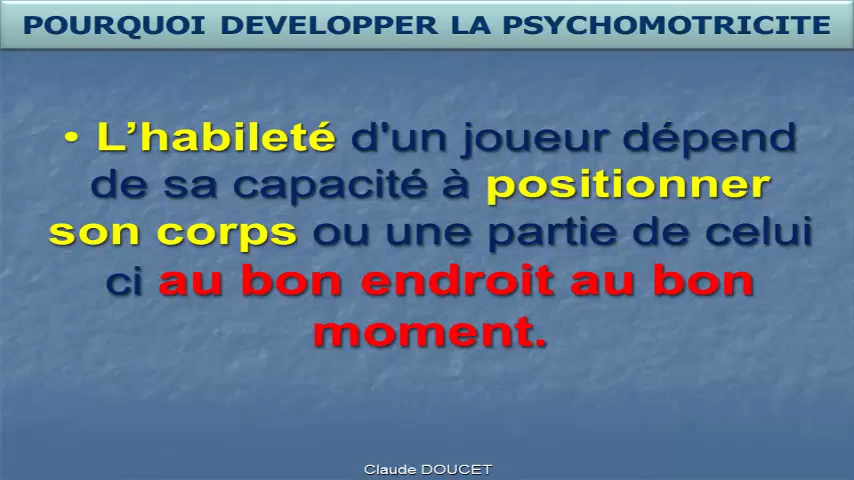 POURQUOI DEVELOPPER LA PSYCHOMOTRICITE
• L’habileté d'un joueur dépend
de sa capacité à positionner
son corps ou une partie de celui
ci au bon endroit au bon
moment.
Claude DOUCET